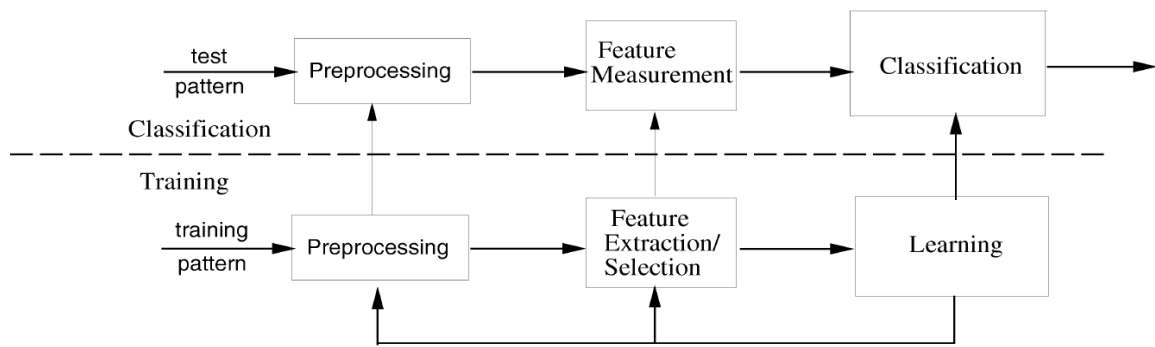 test
pattern
Preprocessing
Feature
Measurement
Classification
Classification
Training
training
pattern
Preprocessing
Feature
Extraction/
Selection
Learning